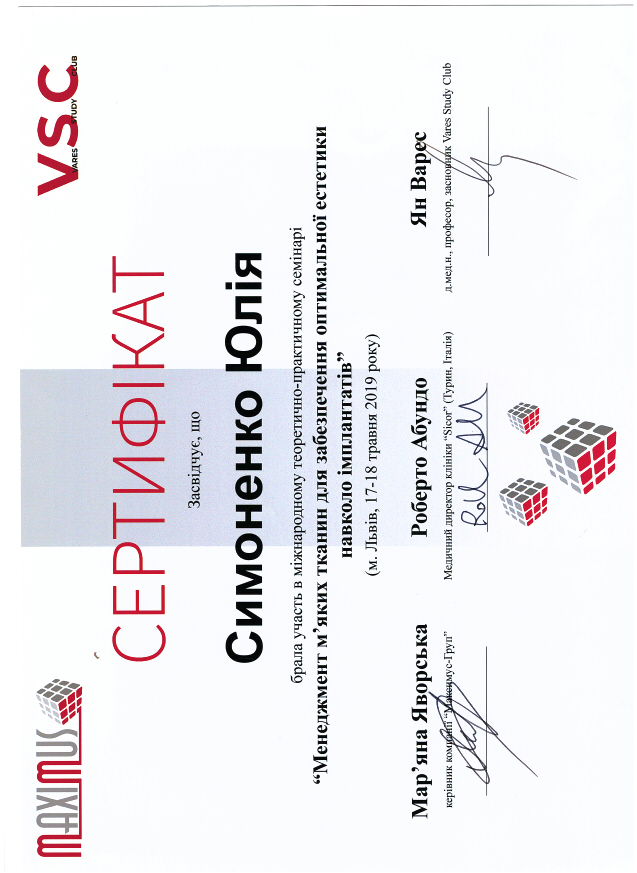 MAXIMUS
VSC
VARES STUDY CLUB
СЕРТИФІКАТ
Засвідчує, що
Симоненко Юлія
брала участь в міжнародному теоретично-практичному семінарі
“Менеджмент м’яких тканин для забезпечення оптимальної естетики
навколо імплантатів”
(м. Львів, 17-18 травня 2019 року)
Мар’яна Яворська
керівник компанії “Максимус-Груп”
Роберто Абундо
Медичний директор клініки “Sicor” (Турин, Італія)
Ян Варес
д.мед.н., професор, засновник Vares Study Club